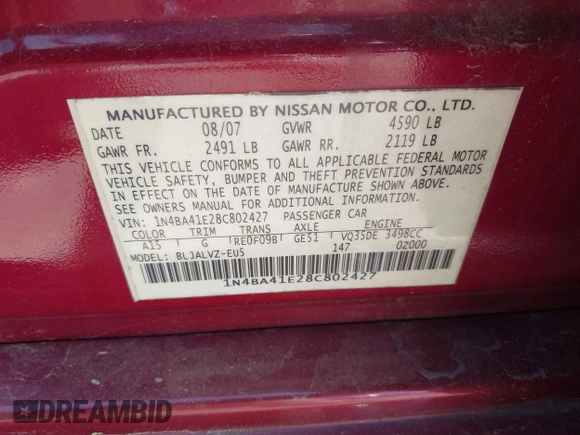 MANUFACTURED BY NISSAN MOTOR CO., LTD.
DATE 08/07 GVWR 4590 LB
GAWR FR. 2491 LB GAWR RR. 2119 LB
THIS VEHICLE CONFORMS TO ALL APPLICABLE FEDERAL MOTOR
VEHICLE SAFETY, BUMPER AND THEFT PREVENTION STANDARDS
IN EFFECT ON THE DATE OF MANUFACTURE SHOWN ABOVE.
SEE OWNERS MANUAL FOR ADDITIONAL INFORMATION.
VIN: 1N4BA41E28C802427 PASSENGER CAR
COLOR TRIM TRANS AXLE ENGINE
A15 G RE0F09B GE51 VQ35DE 3498CC
BLJALVZ-EUS 147 02000
1N4BA41E28C802427
DREAMBID